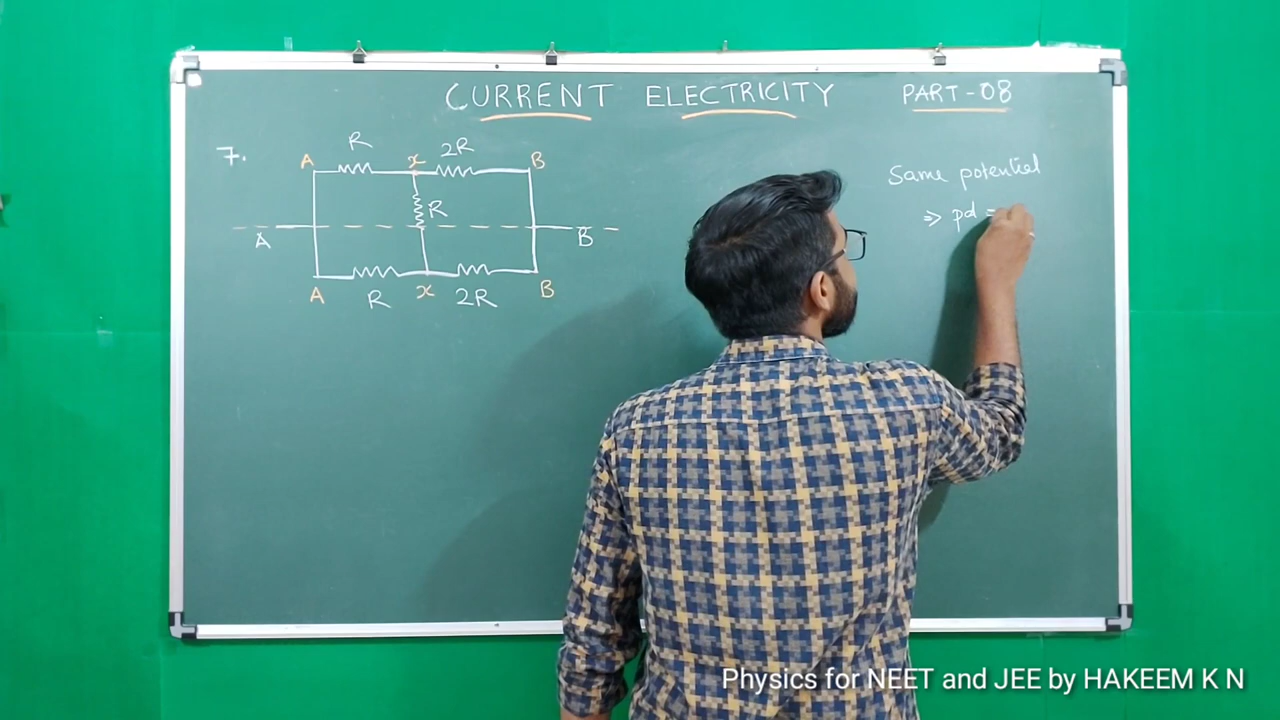 CURRENT ELECTRICITY PART-08
7.
R
2R
A x B
R
A B
A x B
R 2R
Same potential
⇒ pd =
Physics for NEET and JEE by HAKEEM K N